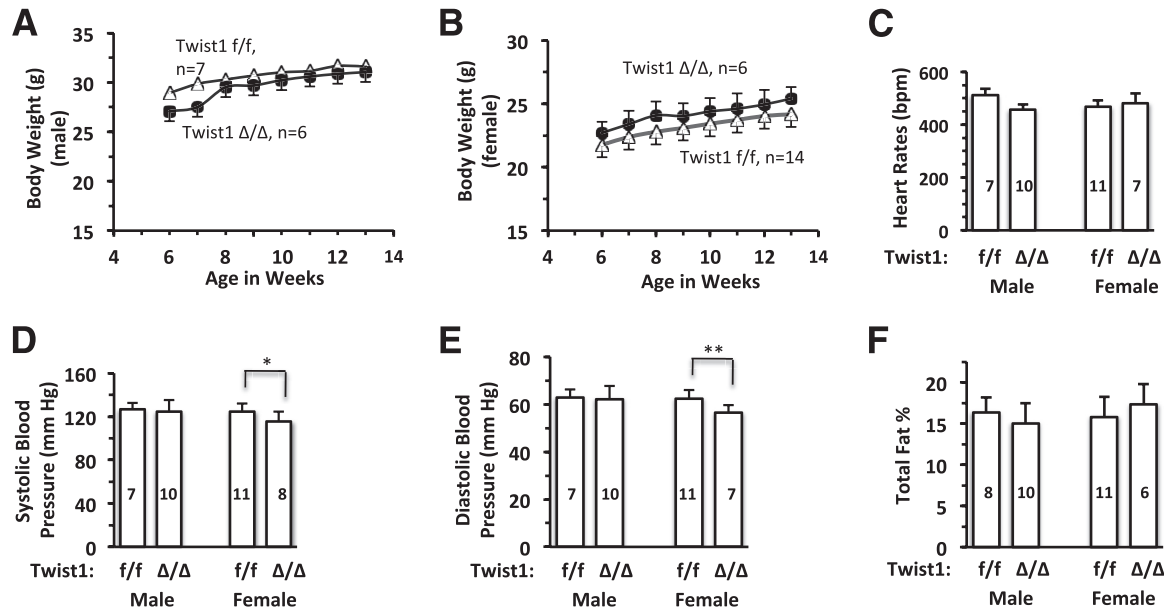 A
Body Weight (g)
(male)
35
30
25
20
15
4 6 8 10 12 14
Age in Weeks
Twist1 f/f,
n=7
Twist1 Δ/Δ, n=6
B
Body Weight (g)
(female)
30
25
20
15
4 6 8 10 12 14
Age in Weeks
Twist1 Δ/Δ, n=6
Twist1 f/f, n=14
C
Heart Rates (bpm)
600
400
200
0
7 10 11 7
Twist1: f/f Δ/Δ f/f Δ/Δ
Male Female
D
Systolic Blood
Pressure (mm Hg)
160
120
80
40
0
*
7 10 11 8
Twist1: f/f Δ/Δ f/f Δ/Δ
Male Female
E
Diastolic Blood
Pressure (mm Hg)
80
60
40
20
0
**
7 10 11 7
Twist1: f/f Δ/Δ f/f Δ/Δ
Male Female
F
Total Fat %
20
15
10
5
0
8 10 11 6
Twist1: f/f Δ/Δ f/f Δ/Δ
Male Female